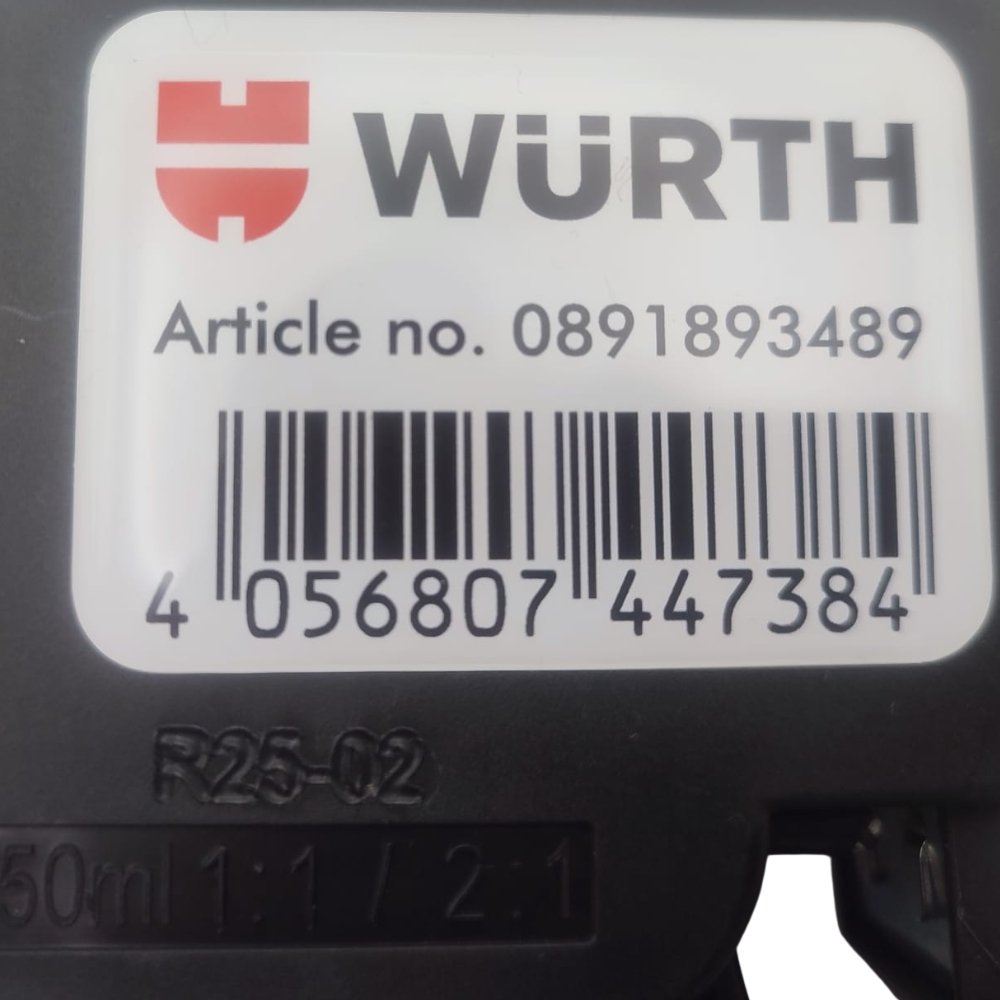 WÜRTH
Article no. 0891893489
4 056807 447384
R25-02
50ml 1:1 / 2:1